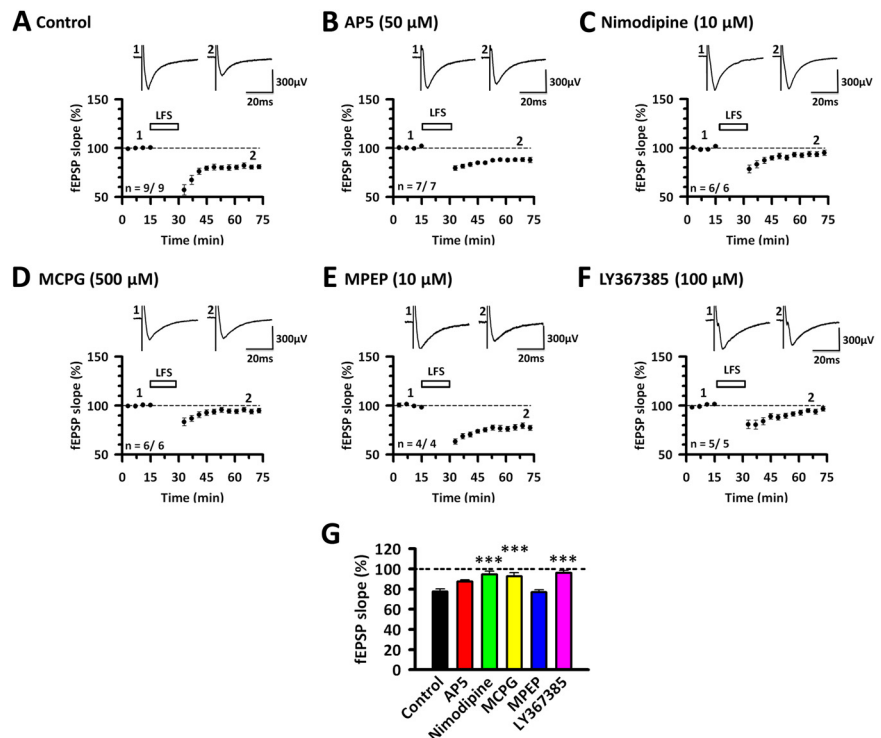 A Control
B AP5 (50 µM)
C Nimodipine (10 µM)
1 2
300µV
20ms
1 2
300µV
20ms
1 2
300µV
20ms
fEPSP slope (%)
150
100
50
LFS
1 2
n = 9/ 9
0 15 30 45 60 75
Time (min)
fEPSP slope (%)
150
100
50
LFS
1 2
n = 7/ 7
0 15 30 45 60 75
Time (min)
fEPSP slope (%)
150
100
50
LFS
1 2
n = 6/ 6
0 15 30 45 60 75
Time (min)
D MCPG (500 µM)
E MPEP (10 µM)
F LY367385 (100 µM)
1 2
300µV
20ms
1 2
300µV
20ms
1 2
300µV
20ms
fEPSP slope (%)
150
100
50
LFS
1 2
n = 6/ 6
0 15 30 45 60 75
Time (min)
fEPSP slope (%)
150
100
50
LFS
1 2
n = 4/ 4
0 15 30 45 60 75
Time (min)
fEPSP slope (%)
150
100
50
LFS
1 2
n = 5/ 5
0 15 30 45 60 75
Time (min)
G
fEPSP slope (%)
120
100
80
60
40
20
0
*** *** ***
Control
AP5
Nimodipine
MCPG
MPEP
LY367385